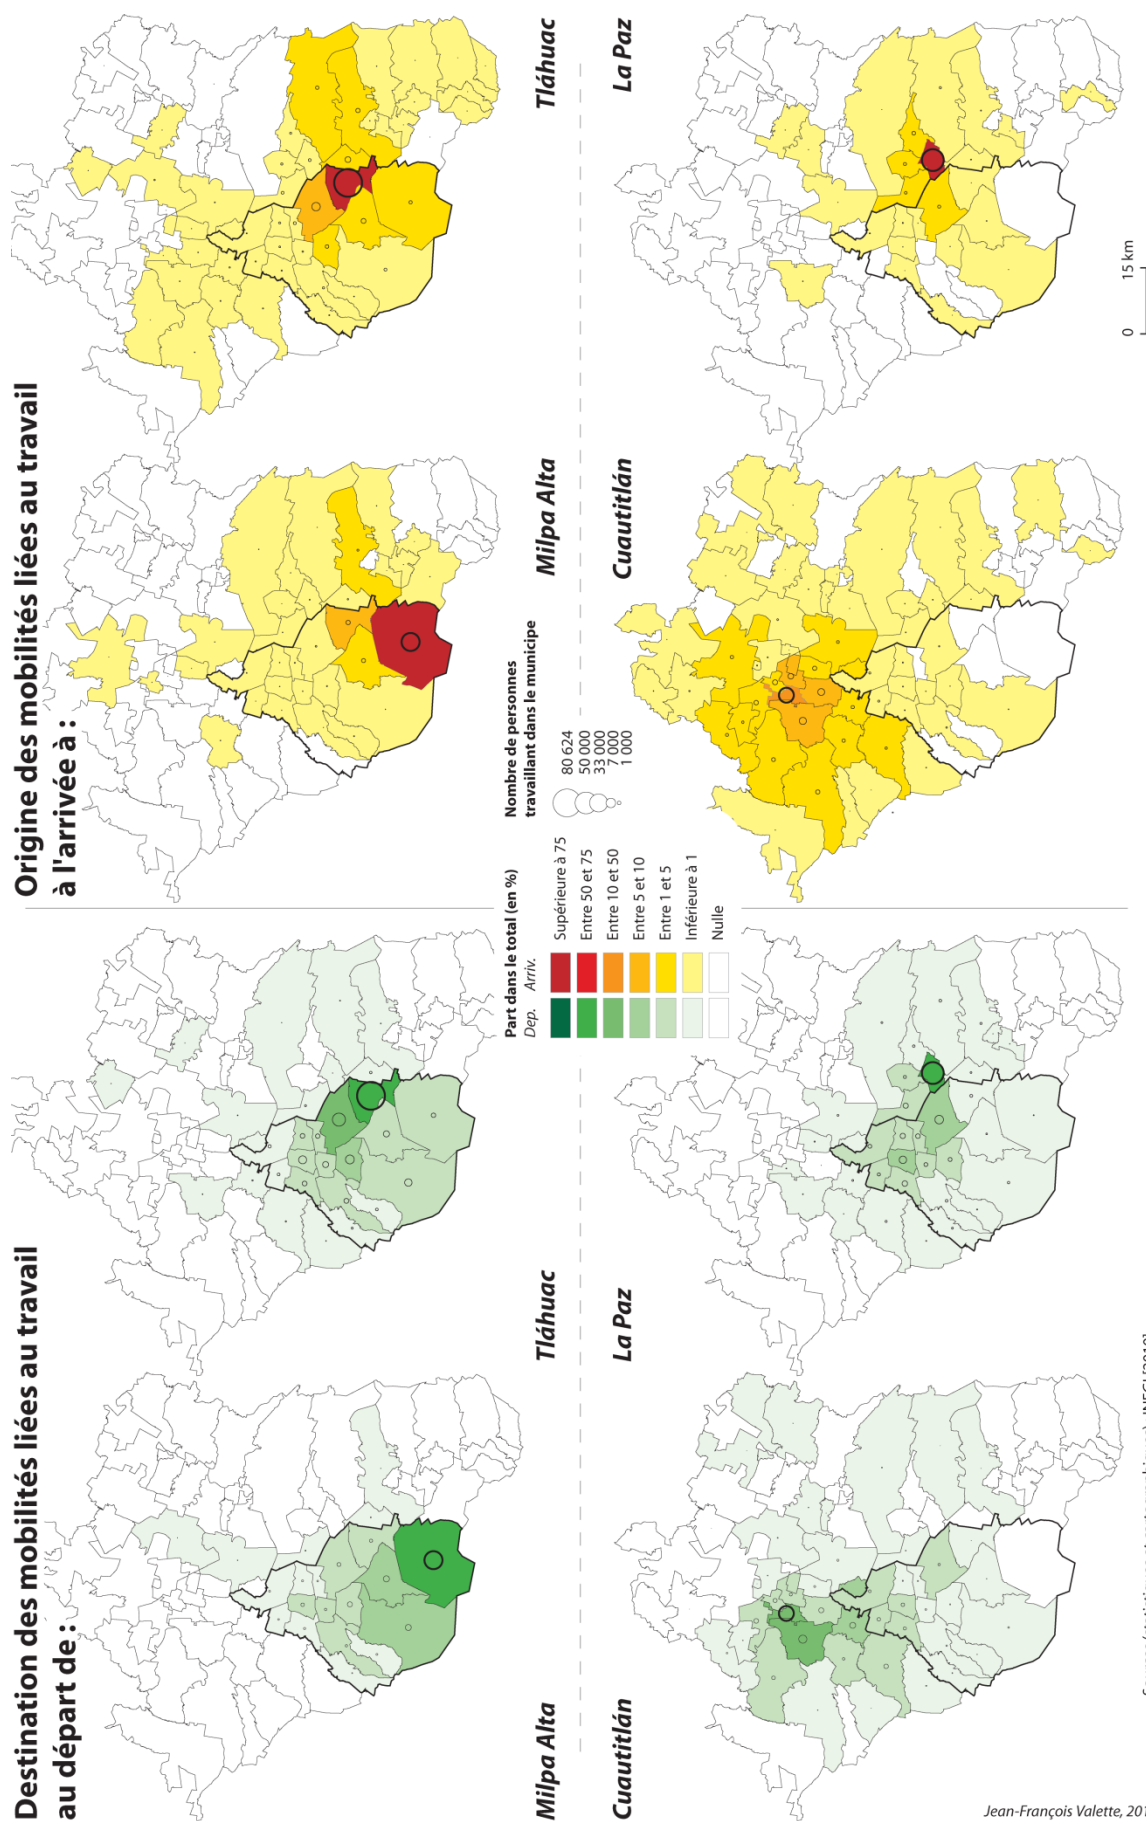 Destination des mobilités liées au travail
au départ de :
Origine des mobilités liées au travail
à l'arrivée à :
Milpa Alta
Tláhuac
Milpa Alta
Tláhuac
Part dans le total (en %)
Dep. Arriv.
Supérieure à 75
Entre 50 et 75
Entre 10 et 50
Entre 5 et 10
Entre 1 et 5
Inférieure à 1
Nulle
Nombre de personnes
travaillant dans le municipe
80 624
50 000
33 000
7 000
1 000
Cuautitlán
La Paz
Cuautitlán
La Paz
0 15 km
Jean-François Valette, 201